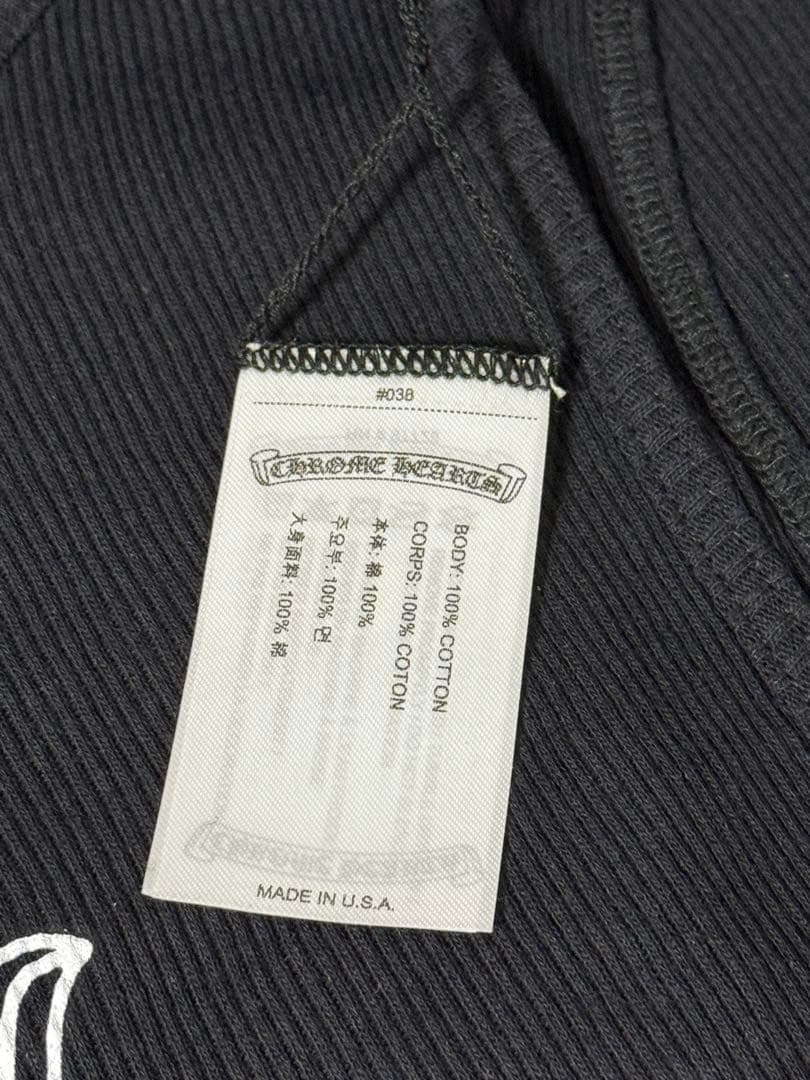 #038
CHROME HEARTS
BODY: 100% COTTON
CORPS: 100% COTON
本体: 綿 100%
주요부: 100% 면
大身面料: 100% 棉
MADE IN U.S.A.